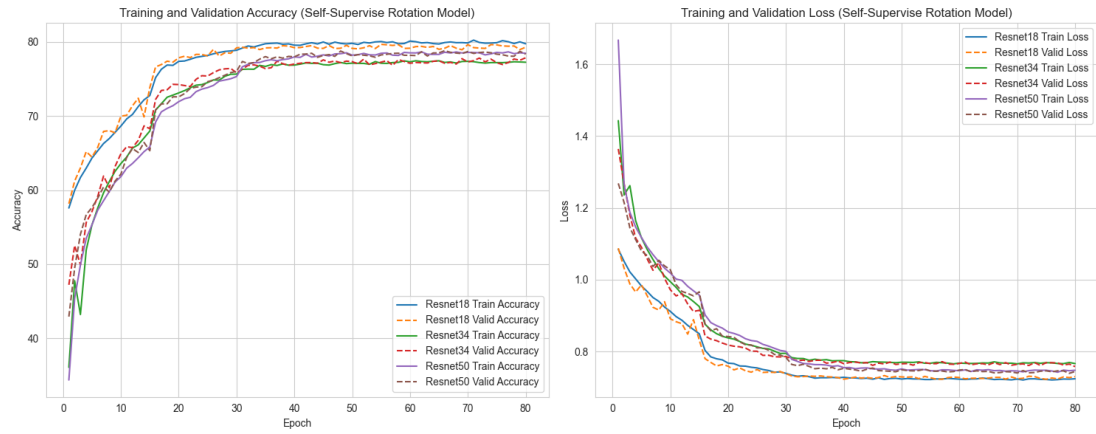 Training and Validation Accuracy (Self-Supervise Rotation Model)
80
70
60
50
40
Accuracy
0
10
20
30
40
50
60
70
80
Epoch
Resnet18 Train Accuracy
Resnet18 Valid Accuracy
Resnet34 Train Accuracy
Resnet34 Valid Accuracy
Resnet50 Train Accuracy
Resnet50 Valid Accuracy
Training and Validation Loss (Self-Supervise Rotation Model)
1.6
1.4
1.2
1.0
0.8
Loss
0
10
20
30
40
50
60
70
80
Epoch
Resnet18 Train Loss
Resnet18 Valid Loss
Resnet34 Train Loss
Resnet34 Valid Loss
Resnet50 Train Loss
Resnet50 Valid Loss